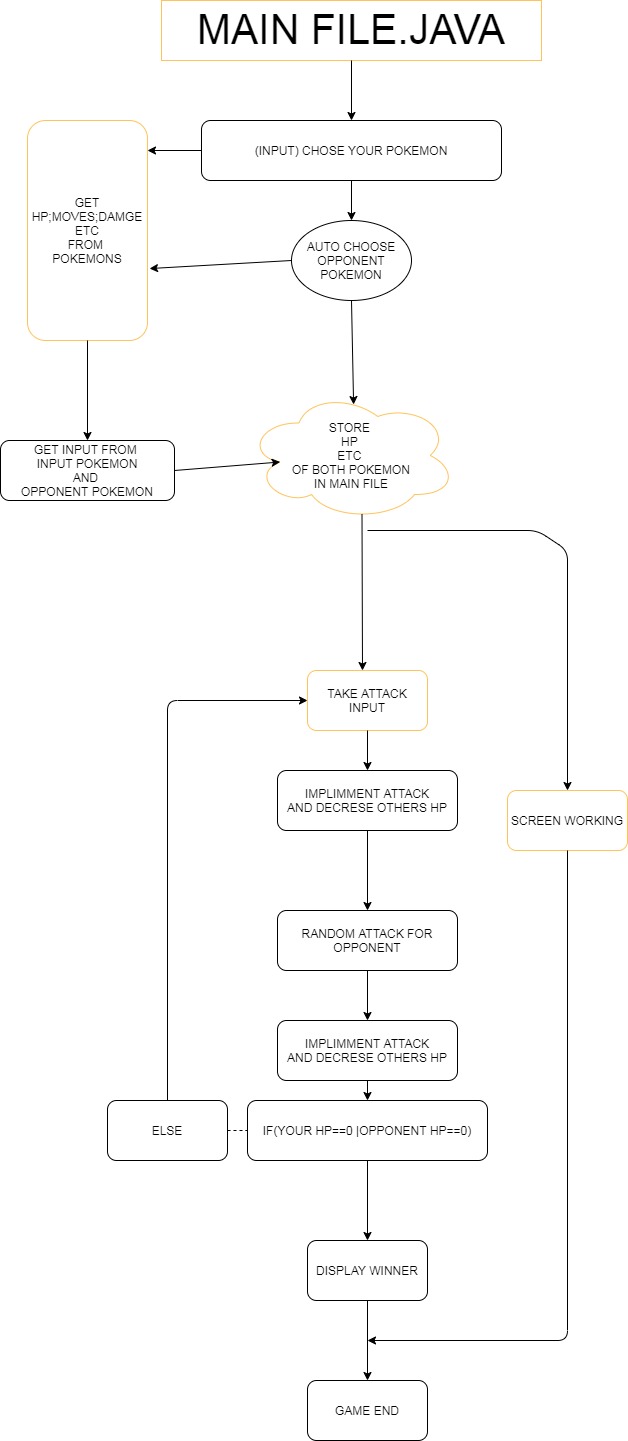 MAIN FILE.JAVA
(INPUT) CHOSE YOUR POKEMON
GET
HP;MOVES;DAMGE
ETC
FROM
POKEMONS
AUTO CHOOSE
OPPONENT
POKEMON
STORE
HP
ETC
OF BOTH POKEMON
IN MAIN FILE
GET INPUT FROM
INPUT POKEMON
AND
OPPONENT POKEMON
TAKE ATTACK
INPUT
IMPLIMMENT ATTACK
AND DECRESE OTHERS HP
SCREEN WORKING
RANDOM ATTACK FOR
OPPONENT
IMPLIMMENT ATTACK
AND DECRESE OTHERS HP
ELSE
IF(YOUR HP==0 |OPPONENT HP==0)
DISPLAY WINNER
GAME END